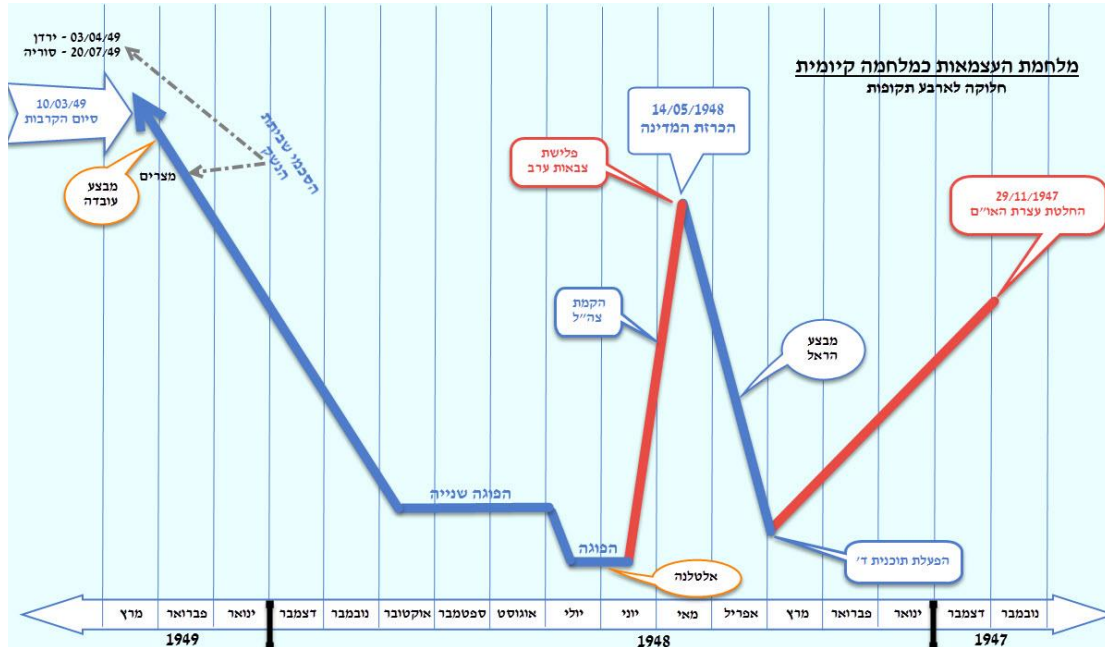 מלחמת העצמאות כמלחמה קיומית
חלוקה לארבע תקופות
29/11/1947
החלטת עצרת האו״ם
14/05/1948
הכרזת המדינה
פלישת
צבאות ערב
הקמת
צה״ל
מבצע
הראל
הפעלת תוכנית ד׳
אלטלנה
הפוגה
הפוגה שנייה
הסכמי שביתת
הנשק
מצרים
מבצע
עובדה
ירדן - 03/04/49
סוריה - 20/07/49
10/03/49
סיום הקרבות
נובמבר
דצמבר
ינואר
פברואר
מרץ
אפריל
מאי
יוני
יולי
אוגוסט
ספטמבר
אוקטובר
נובמבר
דצמבר
ינואר
פברואר
מרץ
1947
1948
1949